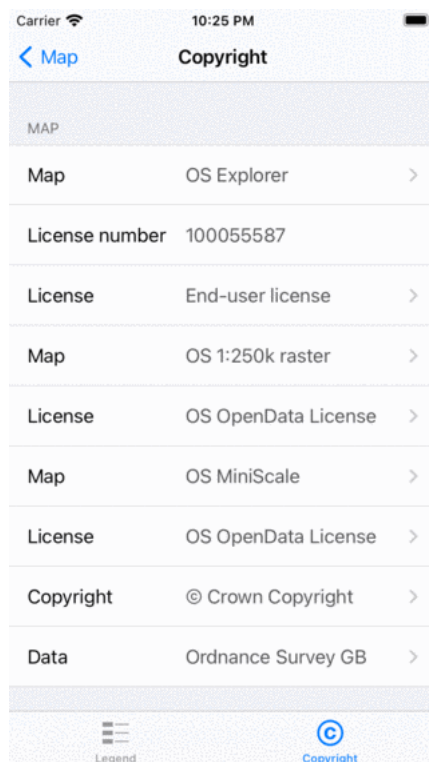 Carrier 10:25 PM
Map Copyright
MAP
Map OS Explorer
License number 100055587
License End-user license
Map OS 1:250k raster
License OS OpenData License
Map OS MiniScale
License OS OpenData License
Copyright © Crown Copyright
Data Ordnance Survey GB
Legend Copyright